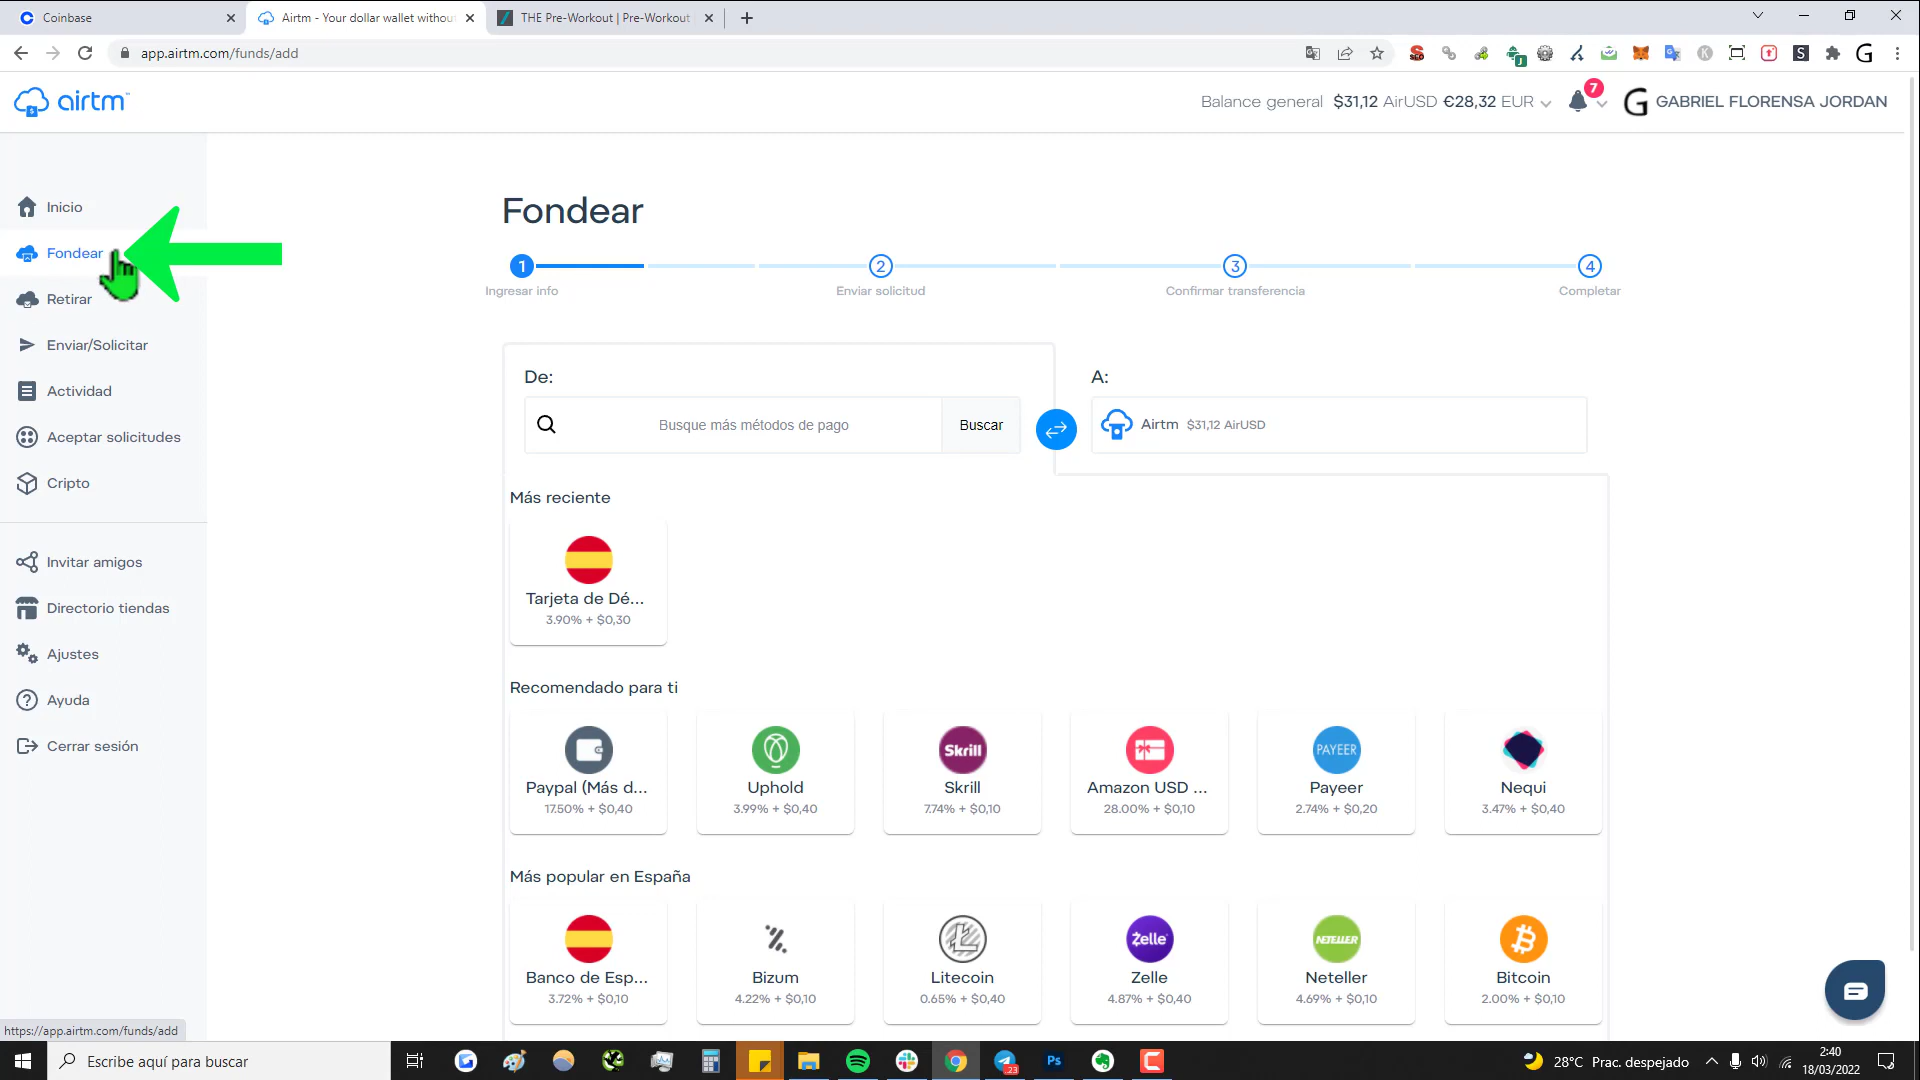 Coinbase
Airtm - Your dollar wallet without
THE Pre-Workout | Pre-Workout
app.airtm.com/funds/add
airtm
Balance general $31,12 AirUSD €28,32 EUR
7
GABRIEL FLORENSA JORDAN
Inicio
Fondear
Retirar
Enviar/Solicitar
Actividad
Aceptar solicitudes
Cripto
Invitar amigos
Directorio tiendas
Ajustes
Ayuda
Cerrar sesión
Fondear
1
2
3
4
Ingresar info
Enviar solicitud
Confirmar transferencia
Completar
De:
Busque más métodos de pago
Buscar
A:
Airtm $31,12 AirUSD
Más reciente
Tarjeta de Dé...
3.90% + $0,30
Recomendado para ti
Skrill
PAYEER
Paypal (Más d...
Uphold
Skrill
Amazon USD ...
Payeer
Nequi
17.50% + $0,40
3.99% + $0,40
7.74% + $0,10
28.00% + $0,10
2.74% + $0,20
3.47% + $0,40
Más popular en España
Zelle
NETELLER
Banco de Esp...
Bizum
Litecoin
Zelle
Neteller
Bitcoin
3.72% + $0,10
4.22% + $0,10
0.65% + $0,40
4.87% + $0,40
4.69% + $0,10
2.00% + $0,10
https://app.airtm.com/funds/add
Escribe aquí para buscar
23
Ps
28°C Prac. despejado
2:40
18/03/2022